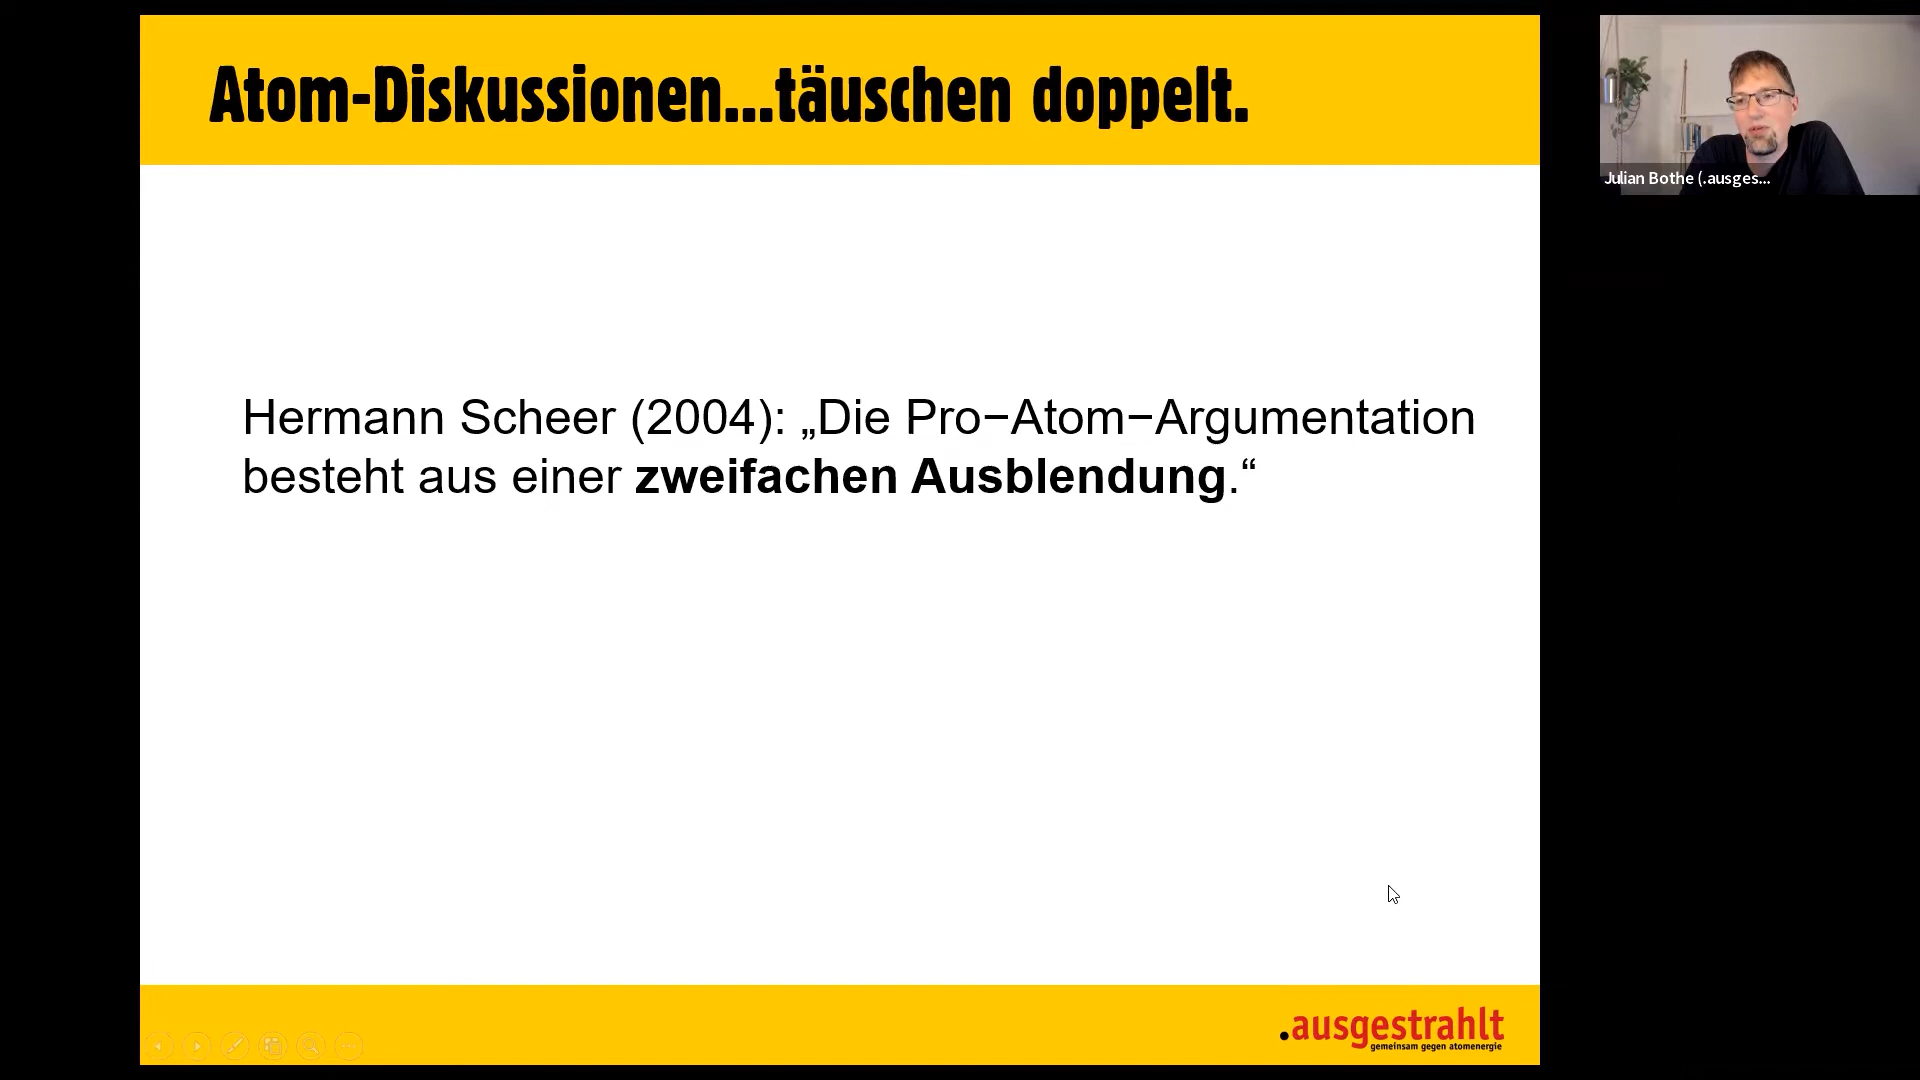 Atom-Diskussionen...täuschen doppelt.
Julian Bothe (.ausges...
Hermann Scheer (2004): „Die Pro−Atom−Argumentation
besteht aus einer zweifachen Ausblendung.“
.ausgestrahlt
gemeinsam gegen atomenergie